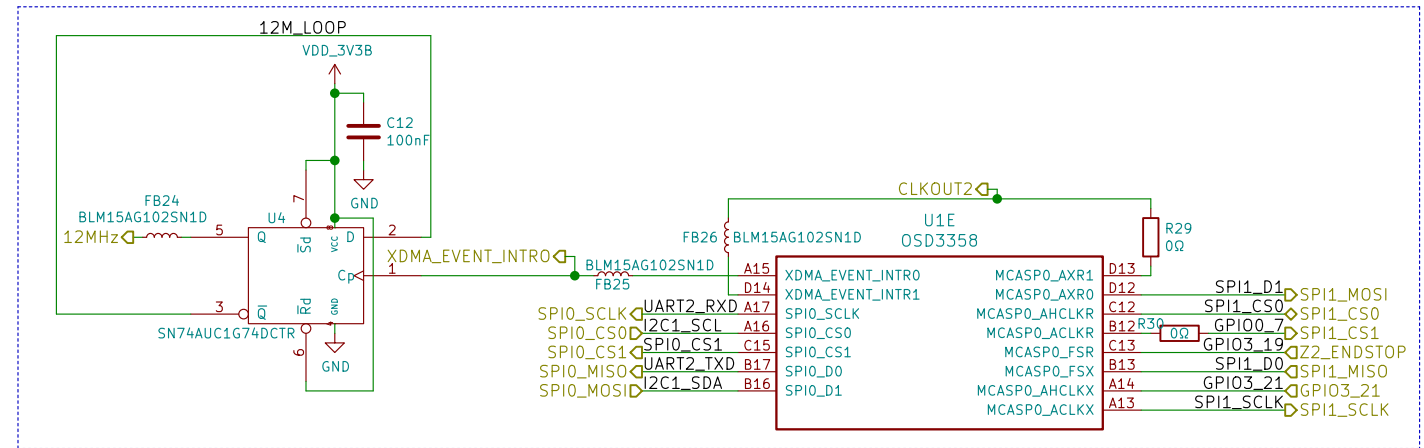 12M_LOOP
VDD_3V3B
C12
100nF
GND
7
FB24
BLM15AG102SN1D
12MHz
5
U4
Q
Sd
8
VCC
D
2
Cp
1
3
Q
Rd
GND
4
SN74AUC1G74DCTR
6
GND
XDMA_EVENT_INTR0
BLM15AG102SN1D
FB25
CLKOUT2
FB26
BLM15AG102SN1D
U1E
OSD3358
R29
0Ω
A15 XDMA_EVENT_INTR0 MCASP0_AXR1 D13
D14 XDMA_EVENT_INTR1 MCASP0_AXR0 D12 SPI1_D1 SPI1_MOSI
SPI0_SCLK UART2_RXD A17 SPI0_SCLK MCASP0_AHCLKR C12 SPI1_CS0 SPI1_CS0
SPI0_CS0 I2C1_SCL A16 SPI0_CS0 MCASP0_ACLKR B12 R30 0Ω GPIO0_7 SPI1_CS1
SPI0_CS1 SPI0_CS1 C15 SPI0_CS1 MCASP0_FSR C13 GPIO3_19 Z2_ENDSTOP
SPI0_MISO UART2_TXD B17 SPI0_D0 MCASP0_FSX B13 SPI1_D0 SPI1_MISO
SPI0_MOSI I2C1_SDA B16 SPI0_D1 MCASP0_AHCLKX A14 GPIO3_21 GPIO3_21
MCASP0_ACLKX A13 SPI1_SCLK SPI1_SCLK